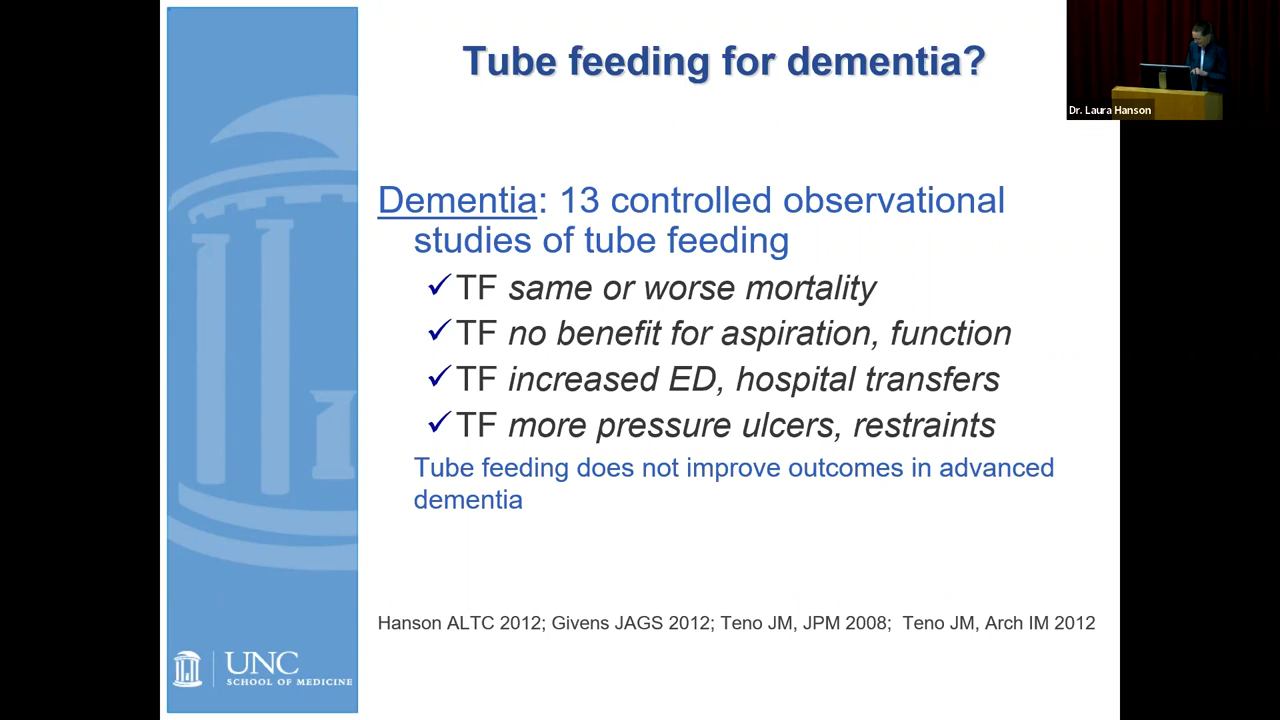 Tube feeding for dementia?
Dr. Laura Hanson
Dementia: 13 controlled observational
studies of tube feeding
✓TF same or worse mortality
✓TF no benefit for aspiration, function
✓TF increased ED, hospital transfers
✓TF more pressure ulcers, restraints
Tube feeding does not improve outcomes in advanced
dementia
Hanson ALTC 2012; Givens JAGS 2012; Teno JM, JPM 2008;  Teno JM, Arch IM 2012
UNC
SCHOOL OF MEDICINE